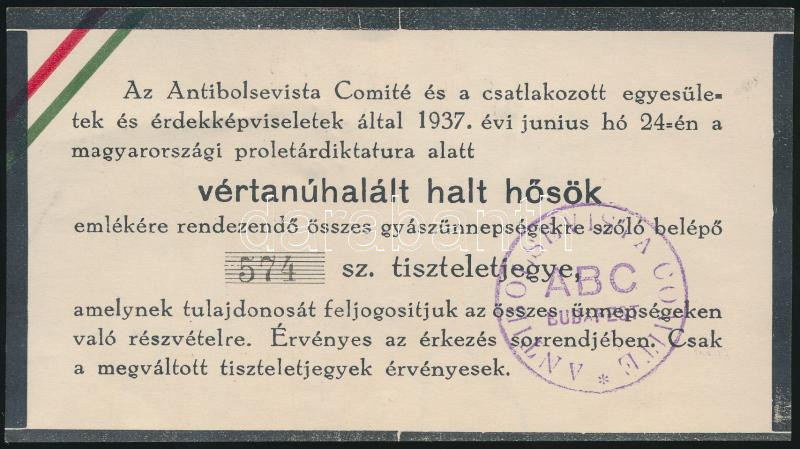 Az Antibolsevista Comité és a csatlakozott egyesüle=
tek és érdekképviseletek által 1937. évi junius hó 24=én a
magyarországi proletárdiktatura alatt
vértanúhalált halt hősök
emlékére rendezendő összes gyászünnepségekre szóló belépő
574 sz. tiszteletjegye,
amelynek tulajdonosát feljogositjuk az összes ünnepségeken
való részvételre. Érvényes az érkezés sorrendjében. Csak
a megváltott tiszteletjegyek érvényesek.
ANTIBOLSEVISTA COMITÉ *
ABC
BUDAPEST
darabanth